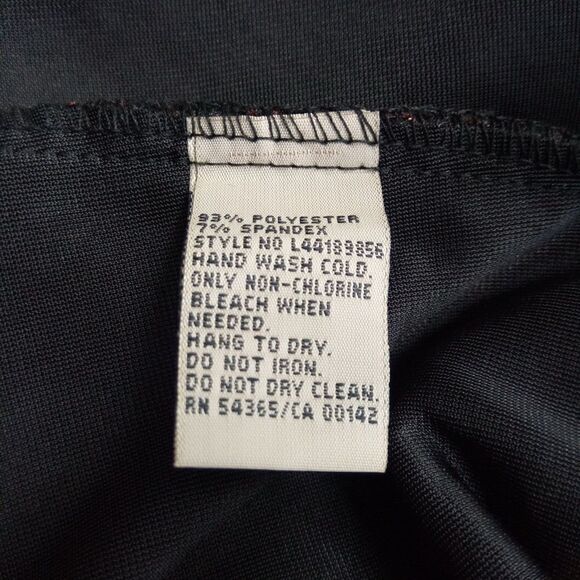 93% POLYESTER
7% SPANDEX
STYLE NO L44189856
HAND WASH COLD.
ONLY NON-CHLORINE
BLEACH WHEN
NEEDED.
HANG TO DRY.
DO NOT IRON.
DO NOT DRY CLEAN.
RN 54365/CA 00142